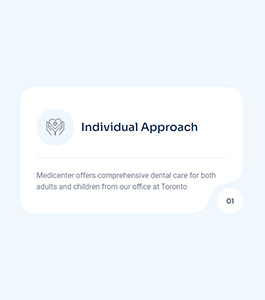 Individual Approach
Medicenter offers comprehensive dental care for both
adults and children from our office at Toronto
01